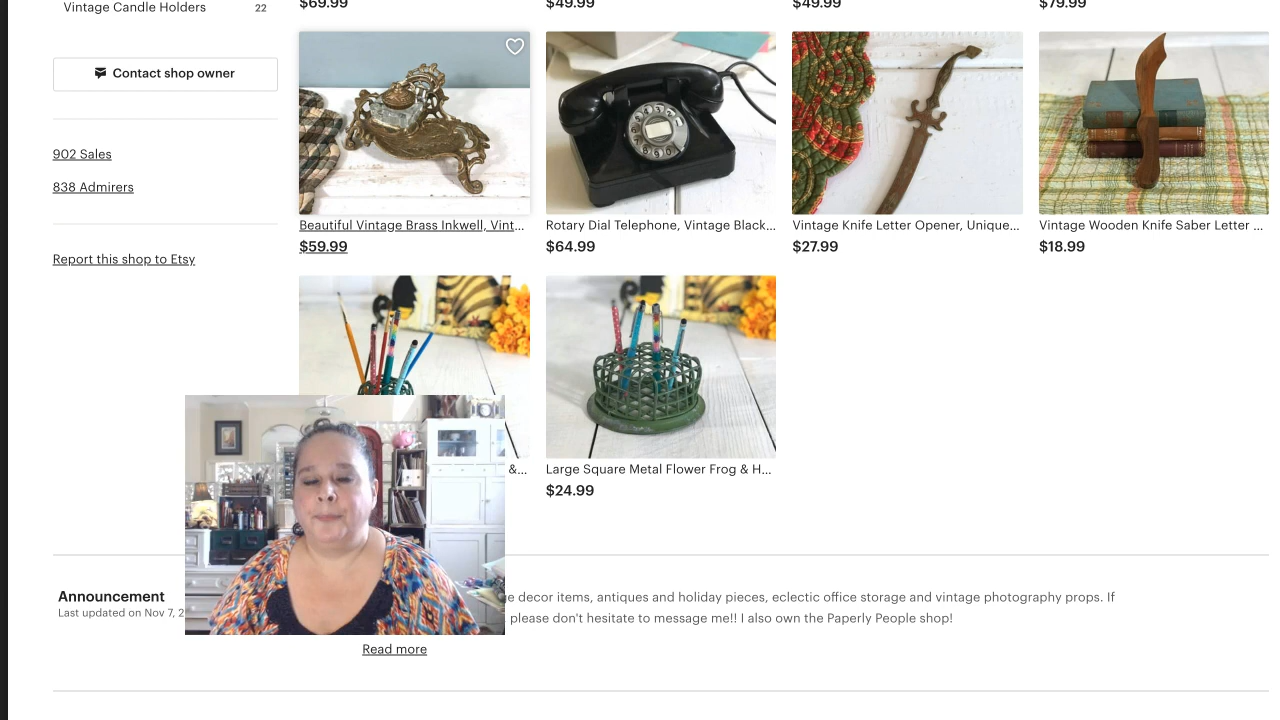 $69.99 $49.99 $49.99 $79.99
Vintage Candle Holders 22
Contact shop owner
902 Sales
838 Admirers
Report this shop to Etsy
Beautiful Vintage Brass Inkwell, Vint...
$59.99
Rotary Dial Telephone, Vintage Black...
$64.99
Vintage Knife Letter Opener, Unique...
$27.99
Vintage Wooden Knife Saber Letter ...
$18.99
&...
Large Square Metal Flower Frog & H...
$24.99
Announcement
Last updated on Nov 7, 2
decor items, antiques and holiday pieces, eclectic office storage and vintage photography props. If
please don't hesitate to message me!! I also own the Paperly People shop!
Read more